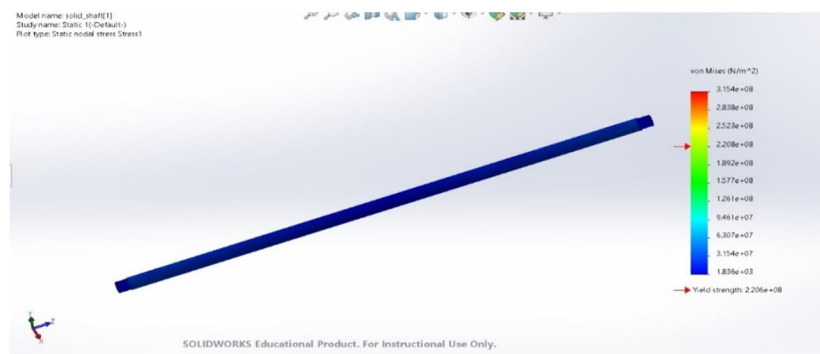 Model name: solid_shaft[1]
Study name: Static 1(-Default-)
Plot type: Static nodal stress Stress1
von Mises (N/m^2)
3.154e+08
2.838e+08
2.523e+08
2.208e+08
1.892e+08
1.577e+08
1.261e+08
9.461e+07
6.307e+07
3.154e+07
1.836e+03
Yield strength: 2.206e+08
Y
Z
X
SOLIDWORKS Educational Product. For Instructional Use Only.